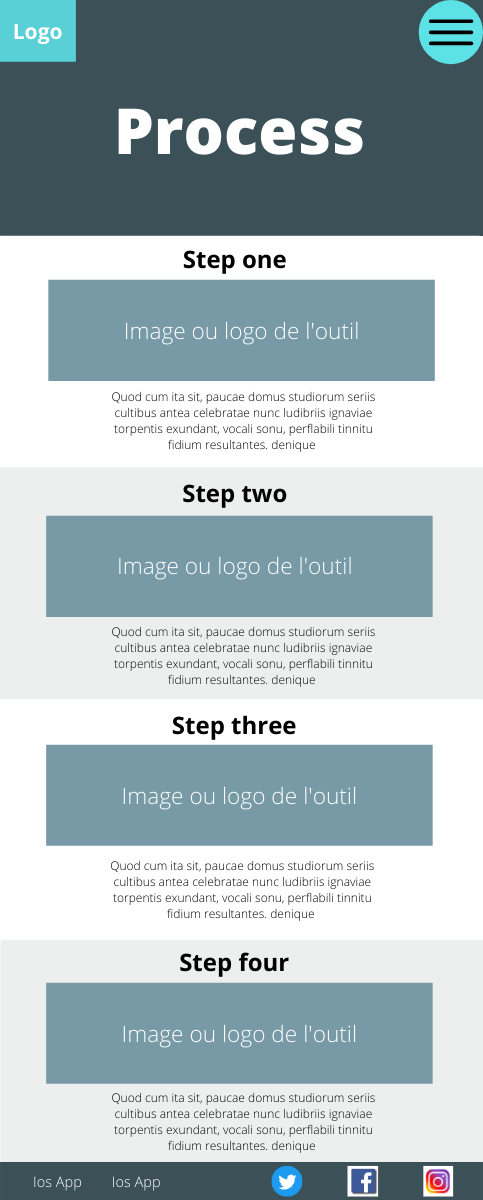 Logo
Process
Step one
Image ou logo de l'outil
Quod cum ita sit, paucae domus studiorum seriis
cultibus antea celebratae nunc ludibriis ignaviae
torpentis exundant, vocali sonu, perflabili tinnitu
fidium resultantes. denique
Step two
Image ou logo de l'outil
Quod cum ita sit, paucae domus studiorum seriis
cultibus antea celebratae nunc ludibriis ignaviae
torpentis exundant, vocali sonu, perflabili tinnitu
fidium resultantes. denique
Step three
Image ou logo de l'outil
Quod cum ita sit, paucae domus studiorum seriis
cultibus antea celebratae nunc ludibriis ignaviae
torpentis exundant, vocali sonu, perflabili tinnitu
fidium resultantes. denique
Step four
Image ou logo de l'outil
Quod cum ita sit, paucae domus studiorum seriis
cultibus antea celebratae nunc ludibriis ignaviae
torpentis exundant, vocali sonu, perflabili tinnitu
fidium resultantes. denique
Ios App Ios App